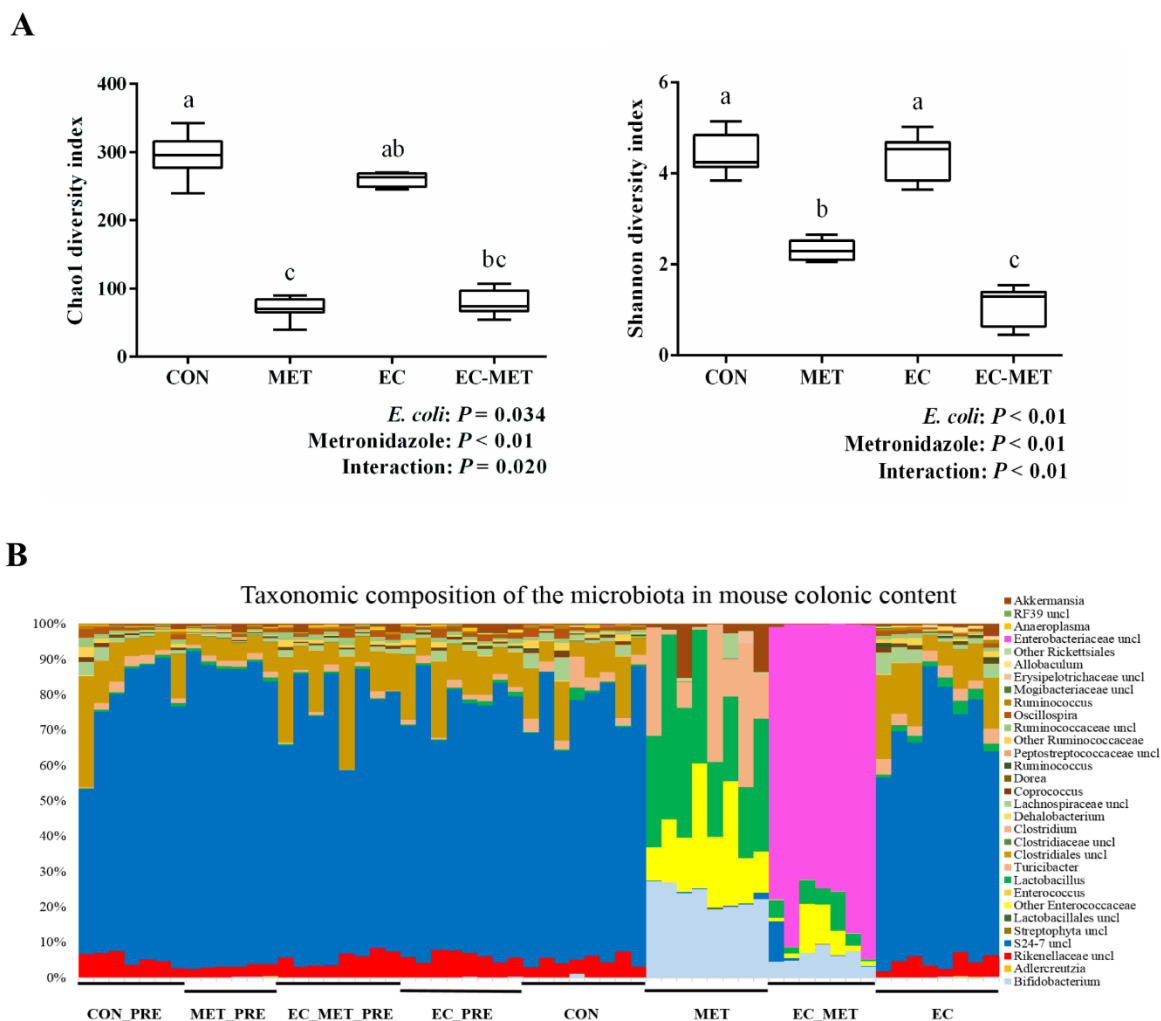 A
400
300
200
100
0
Chao1 diversity index
a
c
ab
bc
CON MET EC EC-MET
E. coli: P = 0.034
Metronidazole: P < 0.01
Interaction: P = 0.020
6
4
2
0
Shannon diversity index
a
b
a
c
CON MET EC EC-MET
E. coli: P < 0.01
Metronidazole: P < 0.01
Interaction: P < 0.01
B
Taxonomic composition of the microbiota in mouse colonic content
100%
90%
80%
70%
60%
50%
40%
30%
20%
10%
0%
CON_PRE MET_PRE EC_MET_PRE EC_PRE CON MET EC_MET EC
Akkermansia
RF39 uncl
Anaeroplasma
Enterobacteriaceae uncl
Other Rickettsiales
Allobaculum
Erysipelotrichaceae uncl
Mogibacteriaceae uncl
Ruminococcus
Oscillospira
Ruminococcaceae uncl
Other Ruminococcaceae
Peptostreptococcaceae uncl
Ruminococcus
Dorea
Coprococcus
Lachnospiraceae uncl
Dehalobacterium
Clostridium
Clostridiaceae uncl
Clostridiales uncl
Turicibacter
Lactobacillus
Enterococcus
Other Enterococcaceae
Lactobacillales uncl
Streptophyta uncl
S24-7 uncl
Rikenellaceae uncl
Adlercreutzia
Bifidobacterium